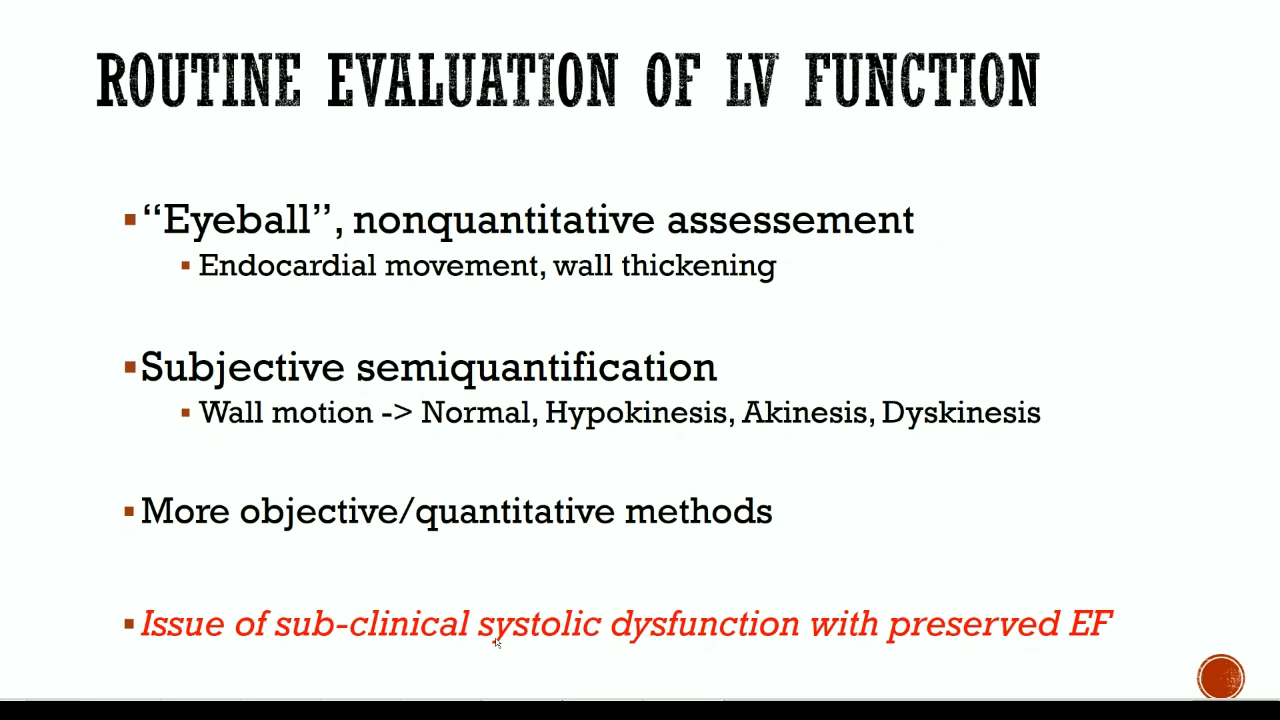 ROUTINE EVALUATION OF LV FUNCTION
“Eyeball”, nonquantitative assessement
Endocardial movement, wall thickening
Subjective semiquantification
Wall motion -> Normal, Hypokinesis, Akinesis, Dyskinesis
More objective/quantitative methods
Issue of sub-clinical systolic dysfunction with preserved EF